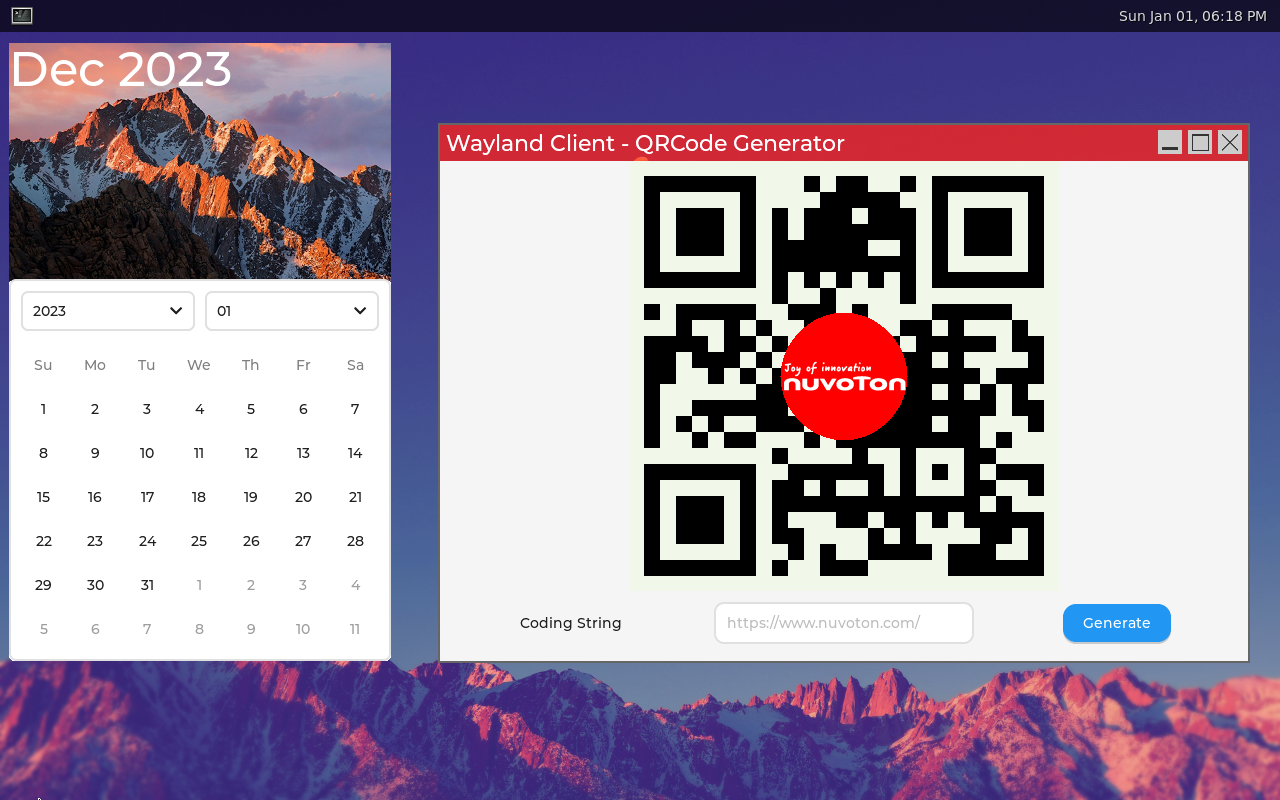 Sun Jan 01, 06:18 PM
Dec 2023
2023 01
Su Mo Tu We Th Fr Sa
1 2 3 4 5 6 7
8 9 10 11 12 13 14
15 16 17 18 19 20 21
22 23 24 25 26 27 28
29 30 31 1 2 3 4
5 6 7 8 9 10 11
Wayland Client - QRCode Generator
Joy of innovation
nuvoTon
Coding String https://www.nuvoton.com/ Generate